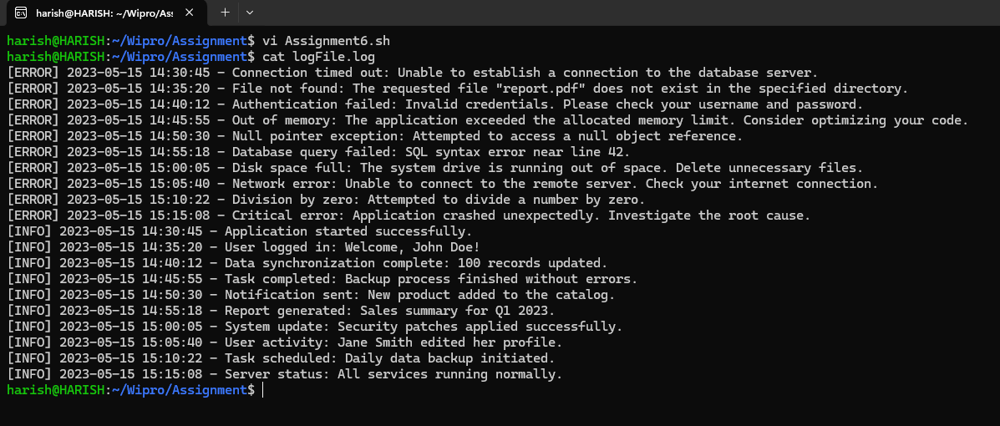 harish@HARISH: ~/Wipro/Ass
harish@HARISH:~/Wipro/Assignment$ vi Assignment6.sh
harish@HARISH:~/Wipro/Assignment$ cat logFile.log
[ERROR] 2023-05-15 14:30:45 - Connection timed out: Unable to establish a connection to the database server.
[ERROR] 2023-05-15 14:35:20 - File not found: The requested file "report.pdf" does not exist in the specified directory.
[ERROR] 2023-05-15 14:40:12 - Authentication failed: Invalid credentials. Please check your username and password.
[ERROR] 2023-05-15 14:45:55 - Out of memory: The application exceeded the allocated memory limit. Consider optimizing your code.
[ERROR] 2023-05-15 14:50:30 - Null pointer exception: Attempted to access a null object reference.
[ERROR] 2023-05-15 14:55:18 - Database query failed: SQL syntax error near line 42.
[ERROR] 2023-05-15 15:00:05 - Disk space full: The system drive is running out of space. Delete unnecessary files.
[ERROR] 2023-05-15 15:05:40 - Network error: Unable to connect to the remote server. Check your internet connection.
[ERROR] 2023-05-15 15:10:22 - Division by zero: Attempted to divide a number by zero.
[ERROR] 2023-05-15 15:15:08 - Critical error: Application crashed unexpectedly. Investigate the root cause.
[INFO] 2023-05-15 14:30:45 - Application started successfully.
[INFO] 2023-05-15 14:35:20 - User logged in: Welcome, John Doe!
[INFO] 2023-05-15 14:40:12 - Data synchronization complete: 100 records updated.
[INFO] 2023-05-15 14:45:55 - Task completed: Backup process finished without errors.
[INFO] 2023-05-15 14:50:30 - Notification sent: New product added to the catalog.
[INFO] 2023-05-15 14:55:18 - Report generated: Sales summary for Q1 2023.
[INFO] 2023-05-15 15:00:05 - System update: Security patches applied successfully.
[INFO] 2023-05-15 15:05:40 - User activity: Jane Smith edited her profile.
[INFO] 2023-05-15 15:10:22 - Task scheduled: Daily data backup initiated.
[INFO] 2023-05-15 15:15:08 - Server status: All services running normally.
harish@HARISH:~/Wipro/Assignment$